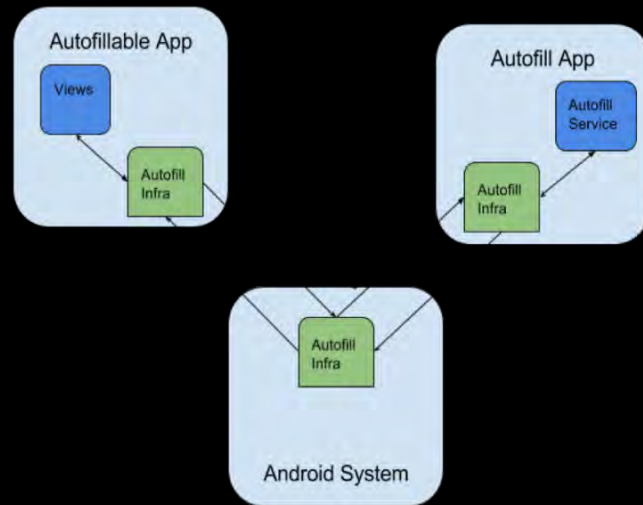 Autofillable App
Views
Autofill
Infra
Autofill App
Autofill
Service
Autofill
Infra
Autofill
Infra
Android System